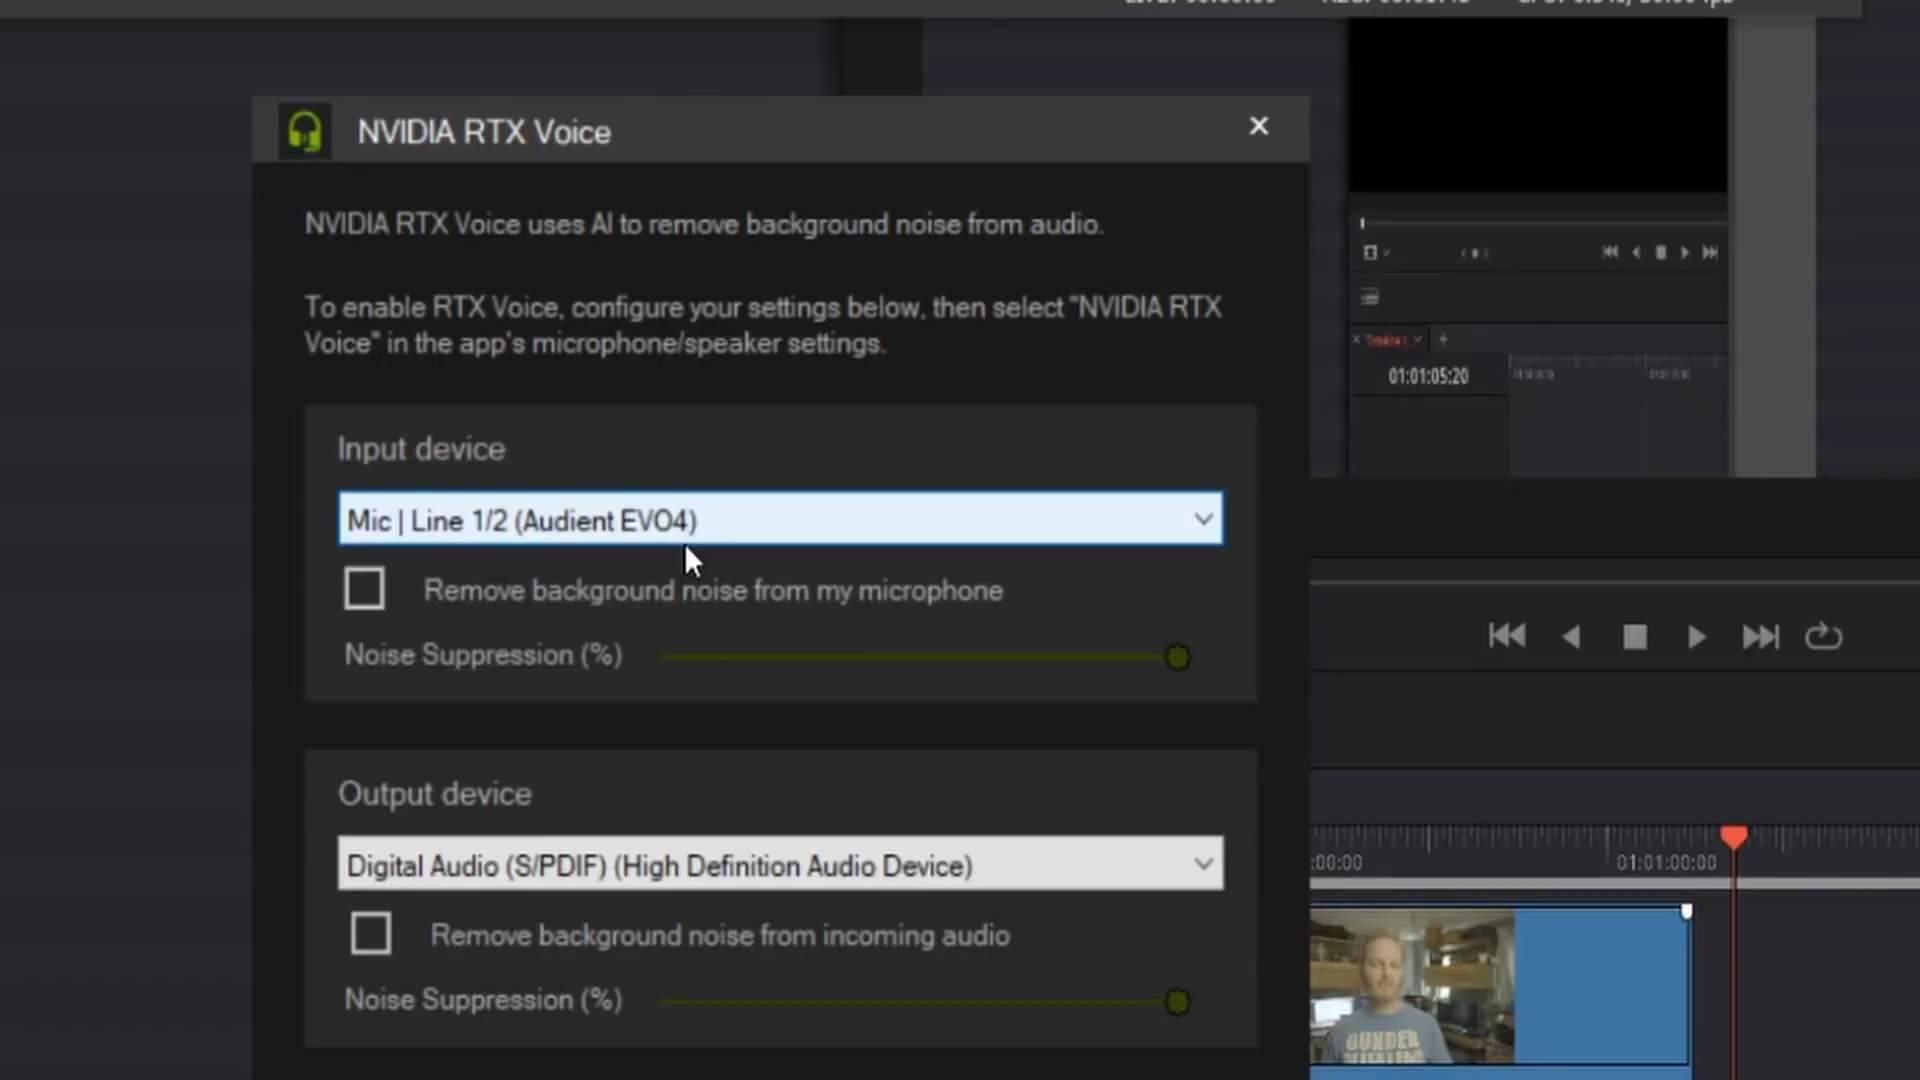 NVIDIA RTX Voice
NVIDIA RTX Voice uses AI to remove background noise from audio.
To enable RTX Voice, configure your settings below, then select "NVIDIA RTX
Voice" in the app's microphone/speaker settings.
Input device
Mic | Line 1/2 (Audient EVO4)
Remove background noise from my microphone
Noise Suppression (%)
Output device
Digital Audio (S/PDIF) (High Definition Audio Device)
Remove background noise from incoming audio
Noise Suppression (%)
Timeline 1
01:01:05:20
:00:00
01:01:00:00
DUNDER
MIFFLIN